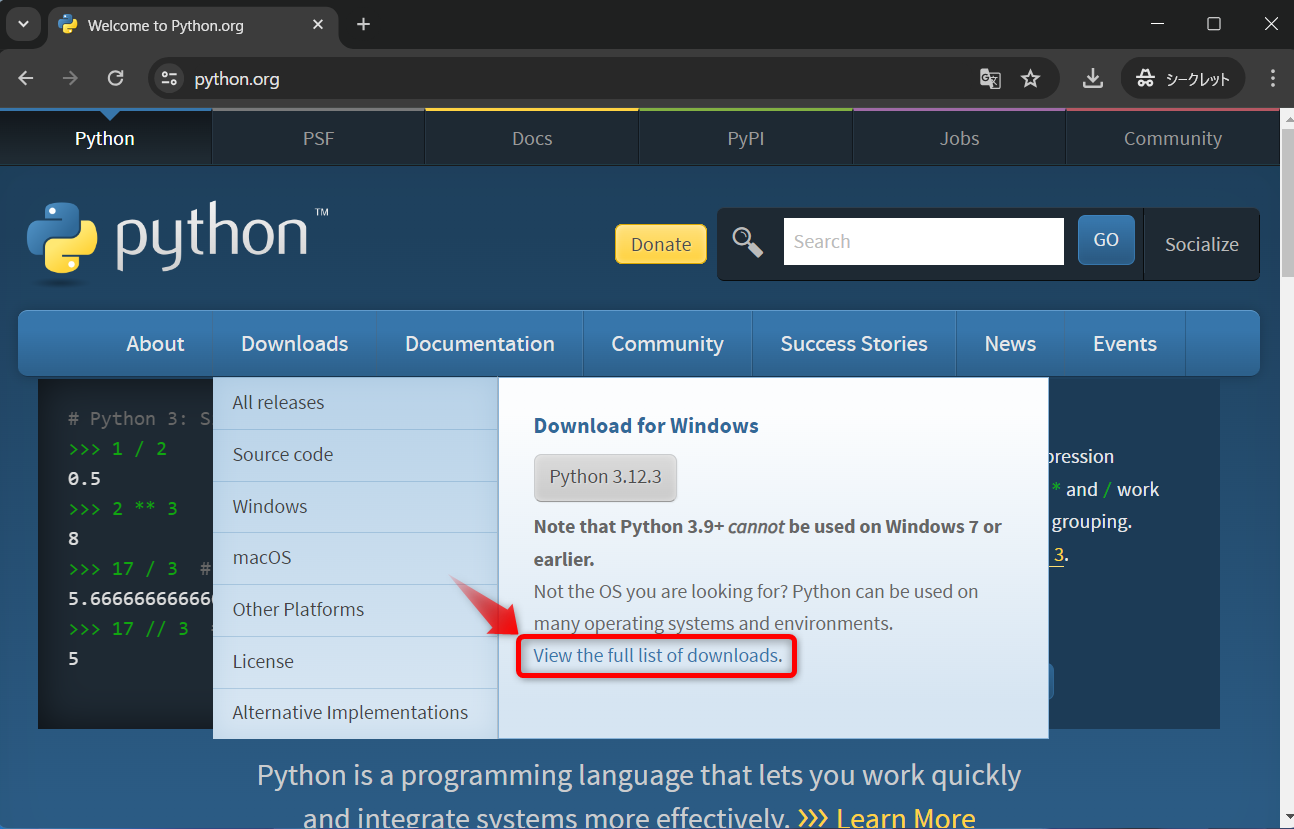 Welcome to Python.org
python.org
シークレット
Python
PSF
Docs
PyPI
Jobs
Community
python™
Donate
Search
GO
Socialize
About
Downloads
Documentation
Community
Success Stories
News
Events
# Python 3: S
>>> 1 / 2
0.5
>>> 2 ** 3
8
>>> 17 / 3 #
5.666666666666
>>> 17 // 3
5
All releases
Source code
Windows
macOS
Other Platforms
License
Alternative Implementations
Download for Windows
Python 3.12.3
Note that Python 3.9+ cannot be used on Windows 7 or
earlier.
Not the OS you are looking for? Python can be used on
many operating systems and environments.
View the full list of downloads.
pression
* and / work
grouping.
3.
Python is a programming language that lets you work quickly
and integrate systems more effectively. >>> Learn More